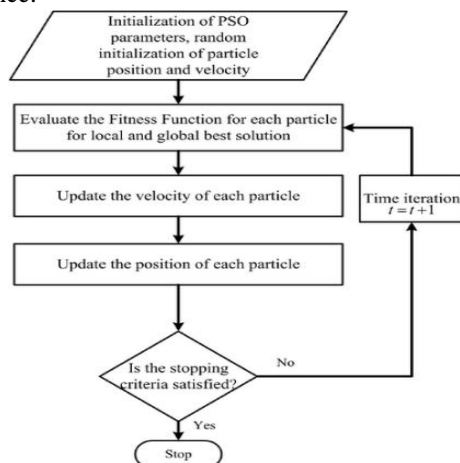 Initialization of PSO
parameters, random
initialization of particle
position and velocity
Evaluate the Fitness Function for each particle
for local and global best solution
Update the velocity of each particle
Time iteration
t=t+1
Update the position of each particle
Is the stopping
criteria satisfied?
No
Yes
Stop